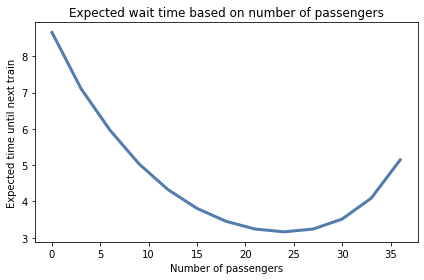 Expected wait time based on number of passengers
Expected time until next train
8
7
6
5
4
3
0 5 10 15 20 25 30 35
Number of passengers